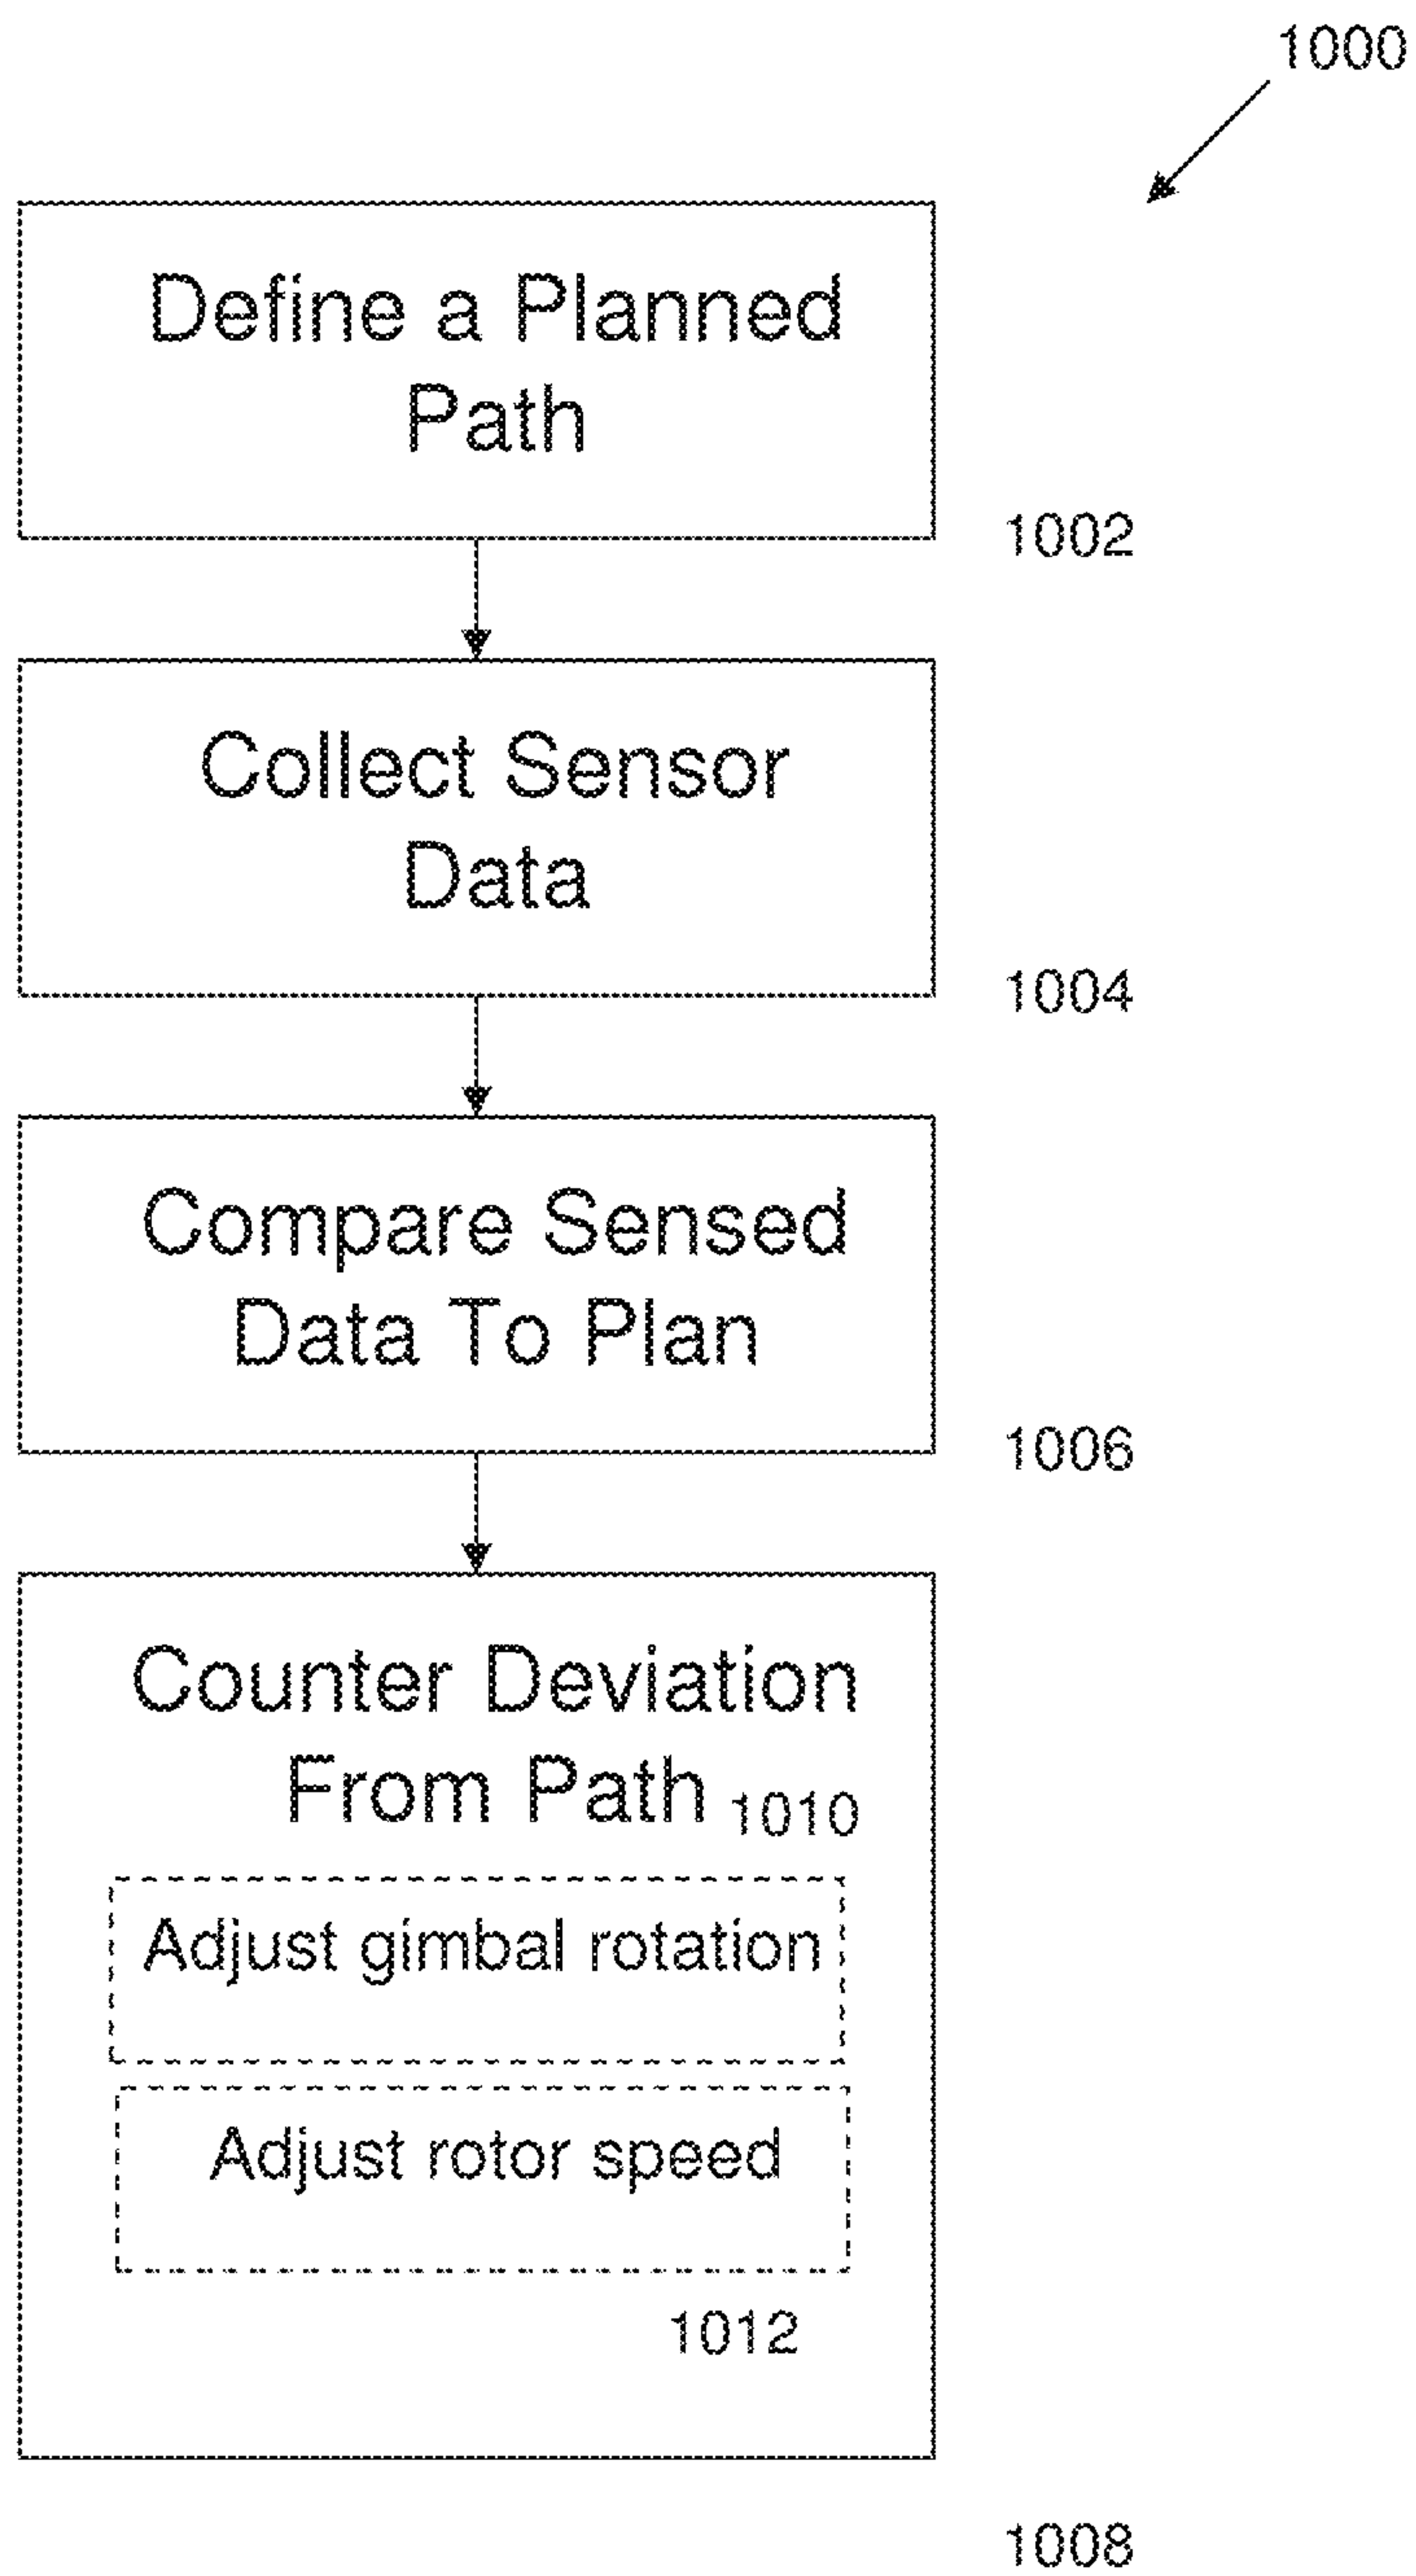 1000
Define a Planned
Path
1002
Collect Sensor
Data
1004
Compare Sensed
Data To Plan
1006
Counter Deviation
From Path
1010
Adjust gimbal rotation
Adjust rotor speed
1012
1008